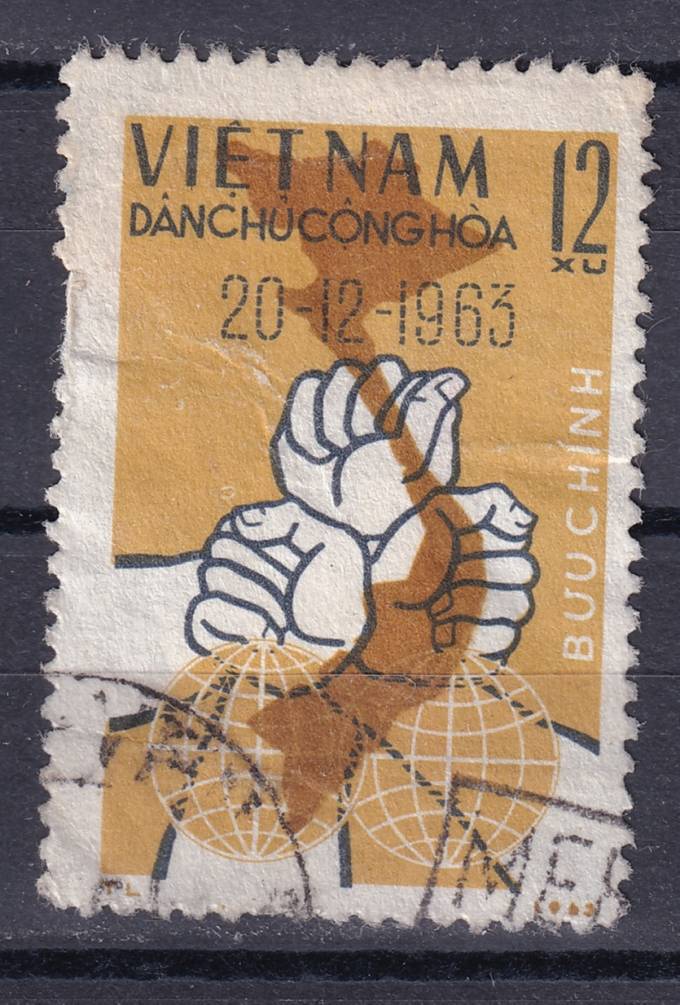 VIỆT NAM
DÂN CHỦ CỘNG HÒA
12
XU
20-12-1963
BƯU CHÍNH